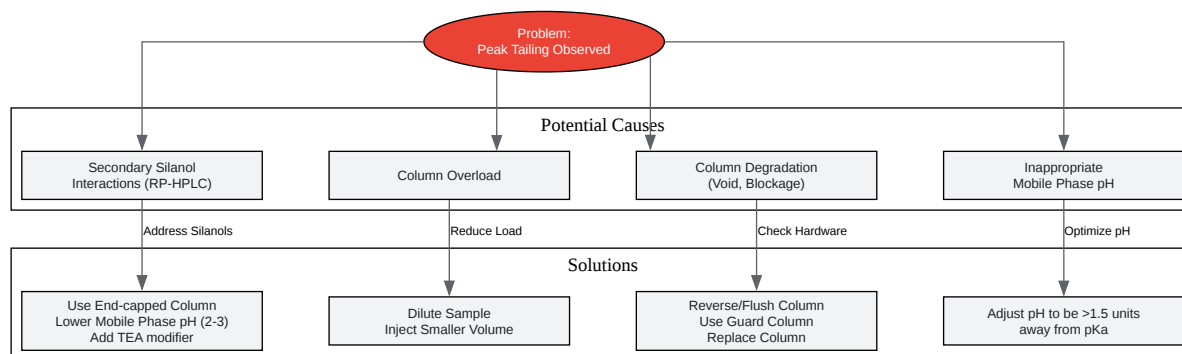 Problem:
Peak Tailing Observed
Potential Causes
Secondary Silanol
Interactions (RP-HPLC)
Column Overload
Column Degradation
(Void, Blockage)
Inappropriate
Mobile Phase pH
Address Silanols
Reduce Load
Check Hardware
Optimize pH
Solutions
Use End-capped Column
Lower Mobile Phase pH (2-3)
Add TEA modifier
Dilute Sample
Inject Smaller Volume
Reverse/Flush Column
Use Guard Column
Replace Column
Adjust pH to be >1.5 units
away from pKa